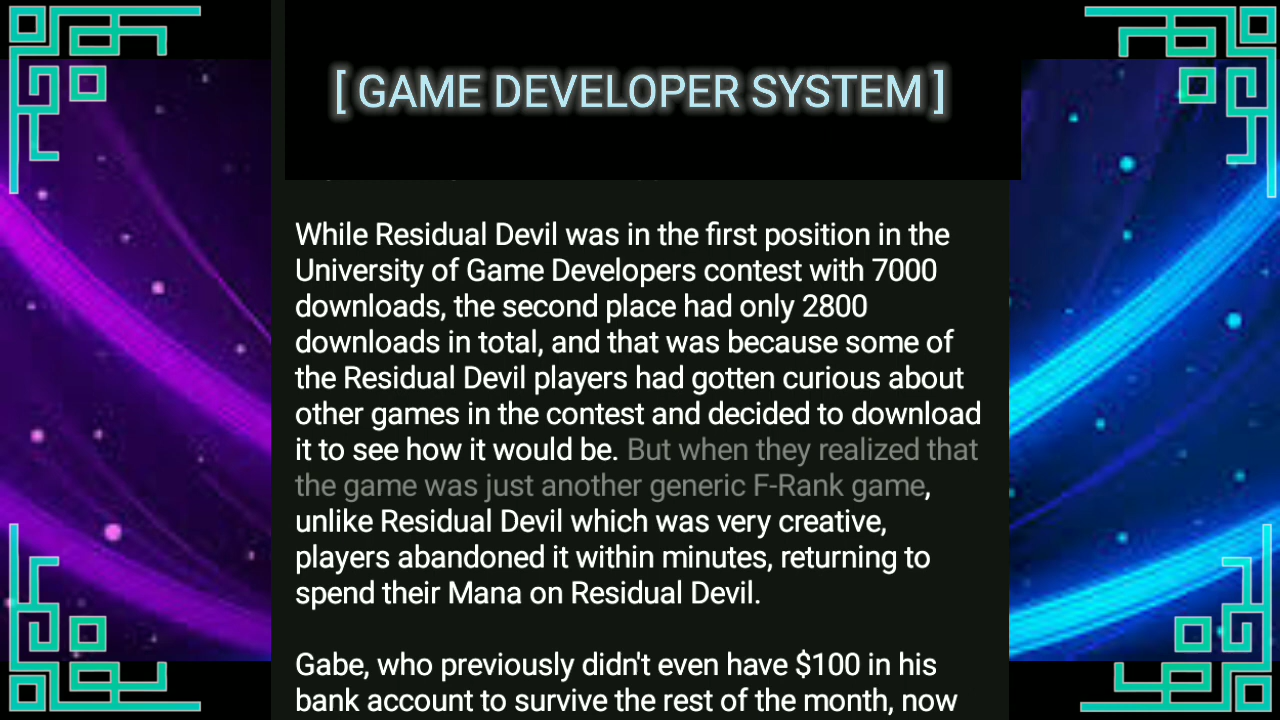 [ GAME DEVELOPER SYSTEM ]
While Residual Devil was in the first position in the
University of Game Developers contest with 7000
downloads, the second place had only 2800
downloads in total, and that was because some of
the Residual Devil players had gotten curious about
other games in the contest and decided to download
it to see how it would be. But when they realized that
the game was just another generic F-Rank game,
unlike Residual Devil which was very creative,
players abandoned it within minutes, returning to
spend their Mana on Residual Devil.
Gabe, who previously didn't even have $100 in his
bank account to survive the rest of the month, now